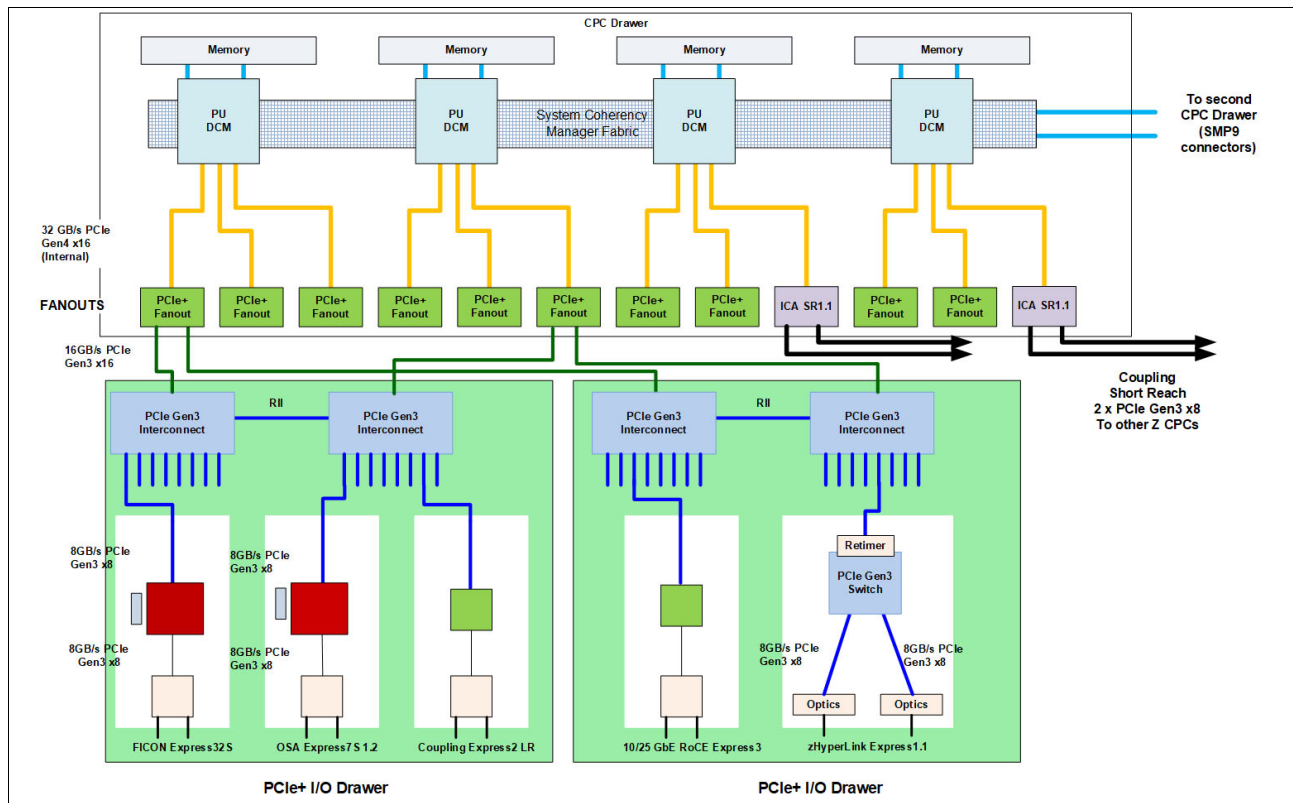 CPC Drawer
Memory
Memory
Memory
Memory
PU
DCM
PU
DCM
System Coherency
Manager Fabric
PU
DCM
PU
DCM
To second
CPC Drawer
(SMP9
connectors)
32 GB/s PCIe
Gen4 x16
(Internal)
FANOUTS
PCIe+
Fanout
PCIe+
Fanout
PCIe+
Fanout
PCIe+
Fanout
PCIe+
Fanout
PCIe+
Fanout
PCIe+
Fanout
PCIe+
Fanout
ICA SR1.1
PCIe+
Fanout
PCIe+
Fanout
ICA SR1.1
16GB/s PCIe
Gen3 x16
Coupling
Short Reach
2 x PCIe Gen3 x8
To other Z CPCs
PCIe Gen3
Interconnect
RII
PCIe Gen3
Interconnect
PCIe Gen3
Interconnect
RII
PCIe Gen3
Interconnect
8GB/s PCIe
Gen3 x8
8GB/s PCIe
Gen3 x8
8GB/s PCIe
Gen3 x8
8GB/s PCIe
Gen3 x8
Retimer
PCIe Gen3
Switch
8GB/s PCIe
Gen3 x8
8GB/s PCIe
Gen3 x8
Optics
Optics
FICON Express32S
OSA Express7S 1.2
Coupling Express2 LR
10/25 GbE RoCE Express3
zHyperLink Express1.1
PCIe+ I/O Drawer
PCIe+ I/O Drawer